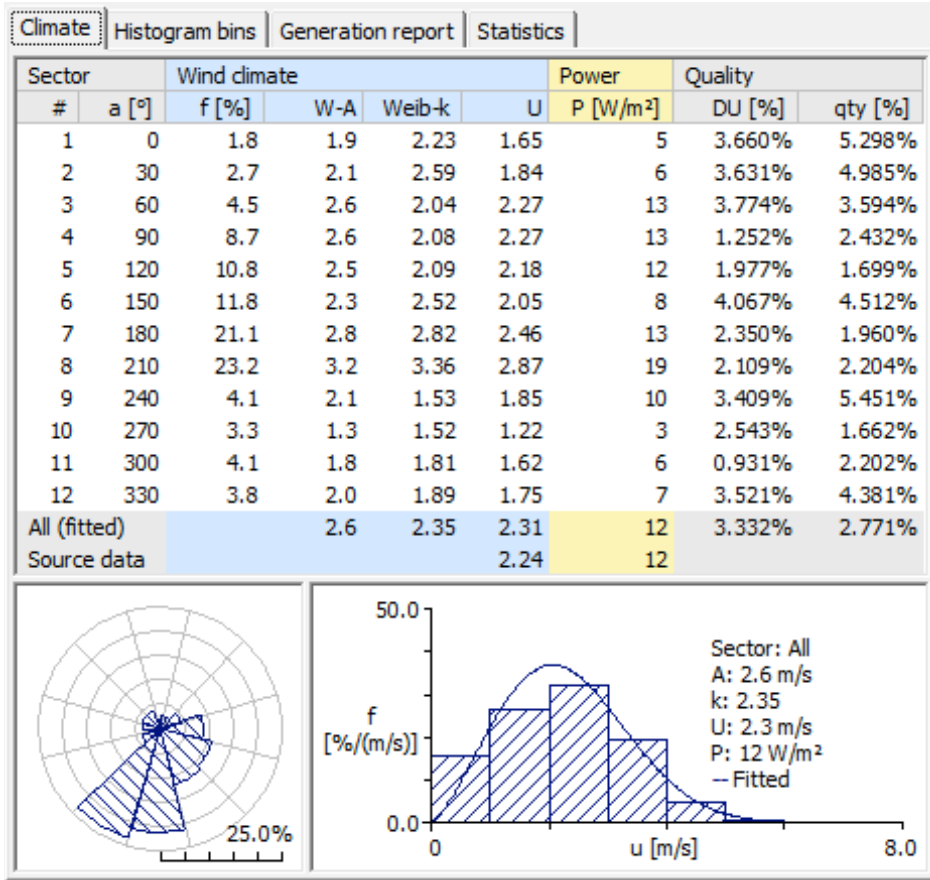 Climate Histogram bins Generation report Statistics
Sector Wind climate Power Quality
# a [°] f [%] W-A Weib-k U P [W/m²] DU [%] qty [%]
1 0 1.8 1.9 2.23 1.65 5 3.660% 5.298%
2 30 2.7 2.1 2.59 1.84 6 3.631% 4.985%
3 60 4.5 2.6 2.04 2.27 13 3.774% 3.594%
4 90 8.7 2.6 2.08 2.27 13 1.252% 2.432%
5 120 10.8 2.5 2.09 2.18 12 1.977% 1.699%
6 150 11.8 2.3 2.52 2.05 8 4.067% 4.512%
7 180 21.1 2.8 2.82 2.46 13 2.350% 1.960%
8 210 23.2 3.2 3.36 2.87 19 2.109% 2.204%
9 240 4.1 2.1 1.53 1.85 10 3.409% 5.451%
10 270 3.3 1.3 1.52 1.22 3 2.543% 1.662%
11 300 4.1 1.8 1.81 1.62 6 0.931% 2.202%
12 330 3.8 2.0 1.89 1.75 7 3.521% 4.381%
All (fitted) 2.6 2.35 2.31 12 3.332% 2.771%
Source data 2.24 12
25.0%
50.0
f
[%/(m/s)]
0.0
0 u [m/s] 8.0
Sector: All
A: 2.6 m/s
k: 2.35
U: 2.3 m/s
P: 12 W/m²
-- Fitted